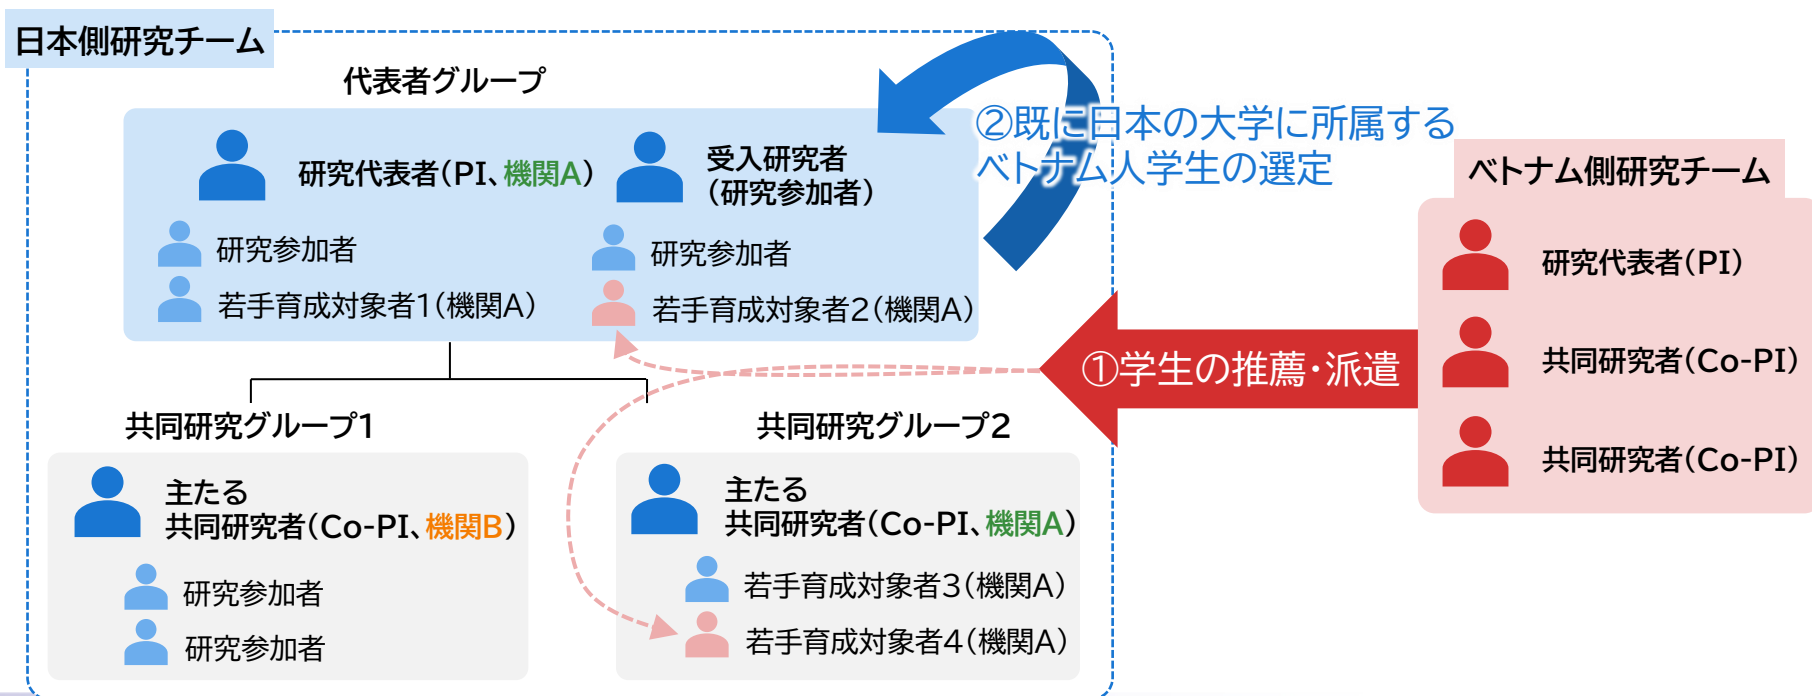 日本側研究チーム
代表者グループ
研究代表者(PI、機関A)
受入研究者
(研究参加者)
研究参加者
若手育成対象者1(機関A)
研究参加者
若手育成対象者2(機関A)
②既に日本の大学に所属する
ベトナム人学生の選定
①学生の推薦・派遣
ベトナム側研究チーム
研究代表者(PI)
共同研究者(Co-PI)
共同研究者(Co-PI)
共同研究グループ1
主たる
共同研究者(Co-PI、機関B)
研究参加者
研究参加者
共同研究グループ2
主たる
共同研究者(Co-PI、機関A)
若手育成対象者3(機関A)
若手育成対象者4(機関A)